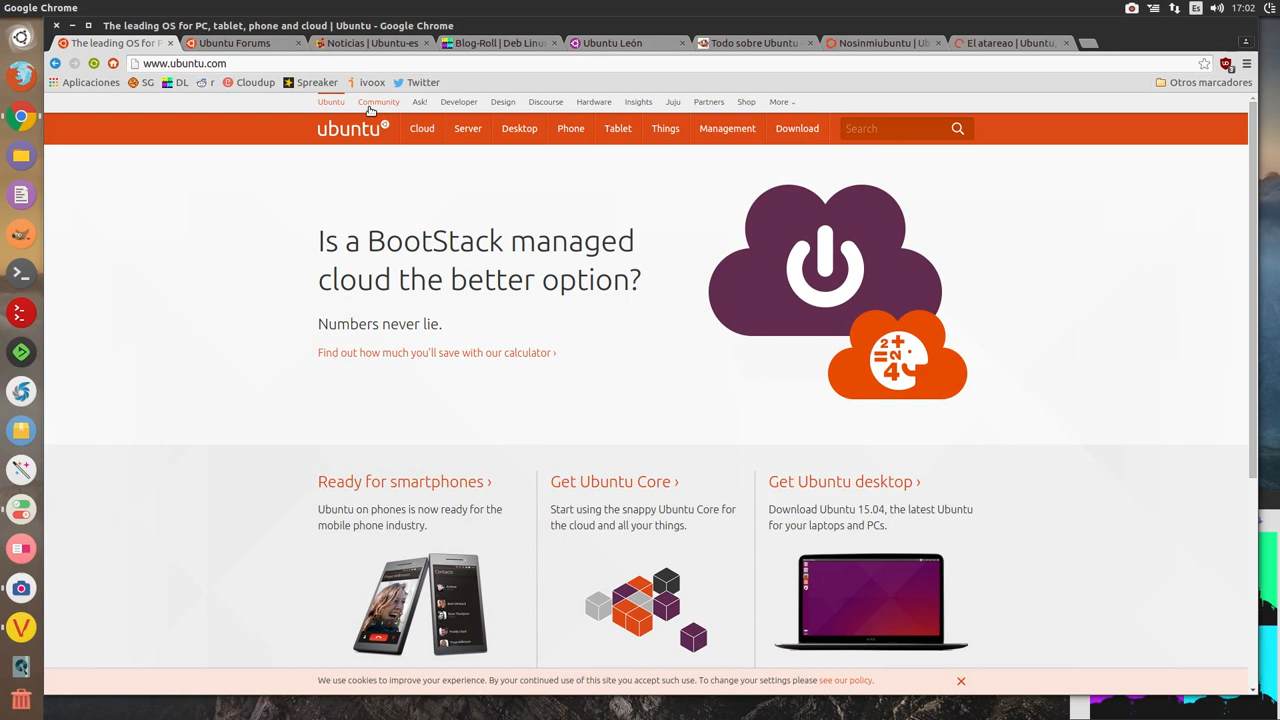 Google Chrome
Es
17:02
The leading OS for PC, tablet, phone and cloud | Ubuntu - Google Chrome
The leading OS for P
Ubuntu Forums
Noticias | Ubuntu-es
Blog-Roll | Deb Linu
Ubuntu León
Todo sobre Ubuntu
Nosinmiubuntu | Ub
El atareao | Ubuntu,
www.ubuntu.com
Aplicaciones
SG
DL
r
Cloudup
Spreaker
ivoox
Twitter
Otros marcadores
Ubuntu
Community
Ask!
Developer
Design
Discourse
Hardware
Insights
Juju
Partners
Shop
More
ubuntu
Cloud
Server
Desktop
Phone
Tablet
Things
Management
Download
Search
Is a BootStack managed
cloud the better option?
Numbers never lie.
Find out how much you'll save with our calculator ›
Ready for smartphones ›
Ubuntu on phones is now ready for the
mobile phone industry.
Get Ubuntu Core ›
Start using the snappy Ubuntu Core for
the cloud and all your things.
Get Ubuntu desktop ›
Download Ubuntu 15.04, the latest Ubuntu
for your laptops and PCs.
We use cookies to improve your experience. By your continued use of this site you accept such use. To change your settings please see our policy.